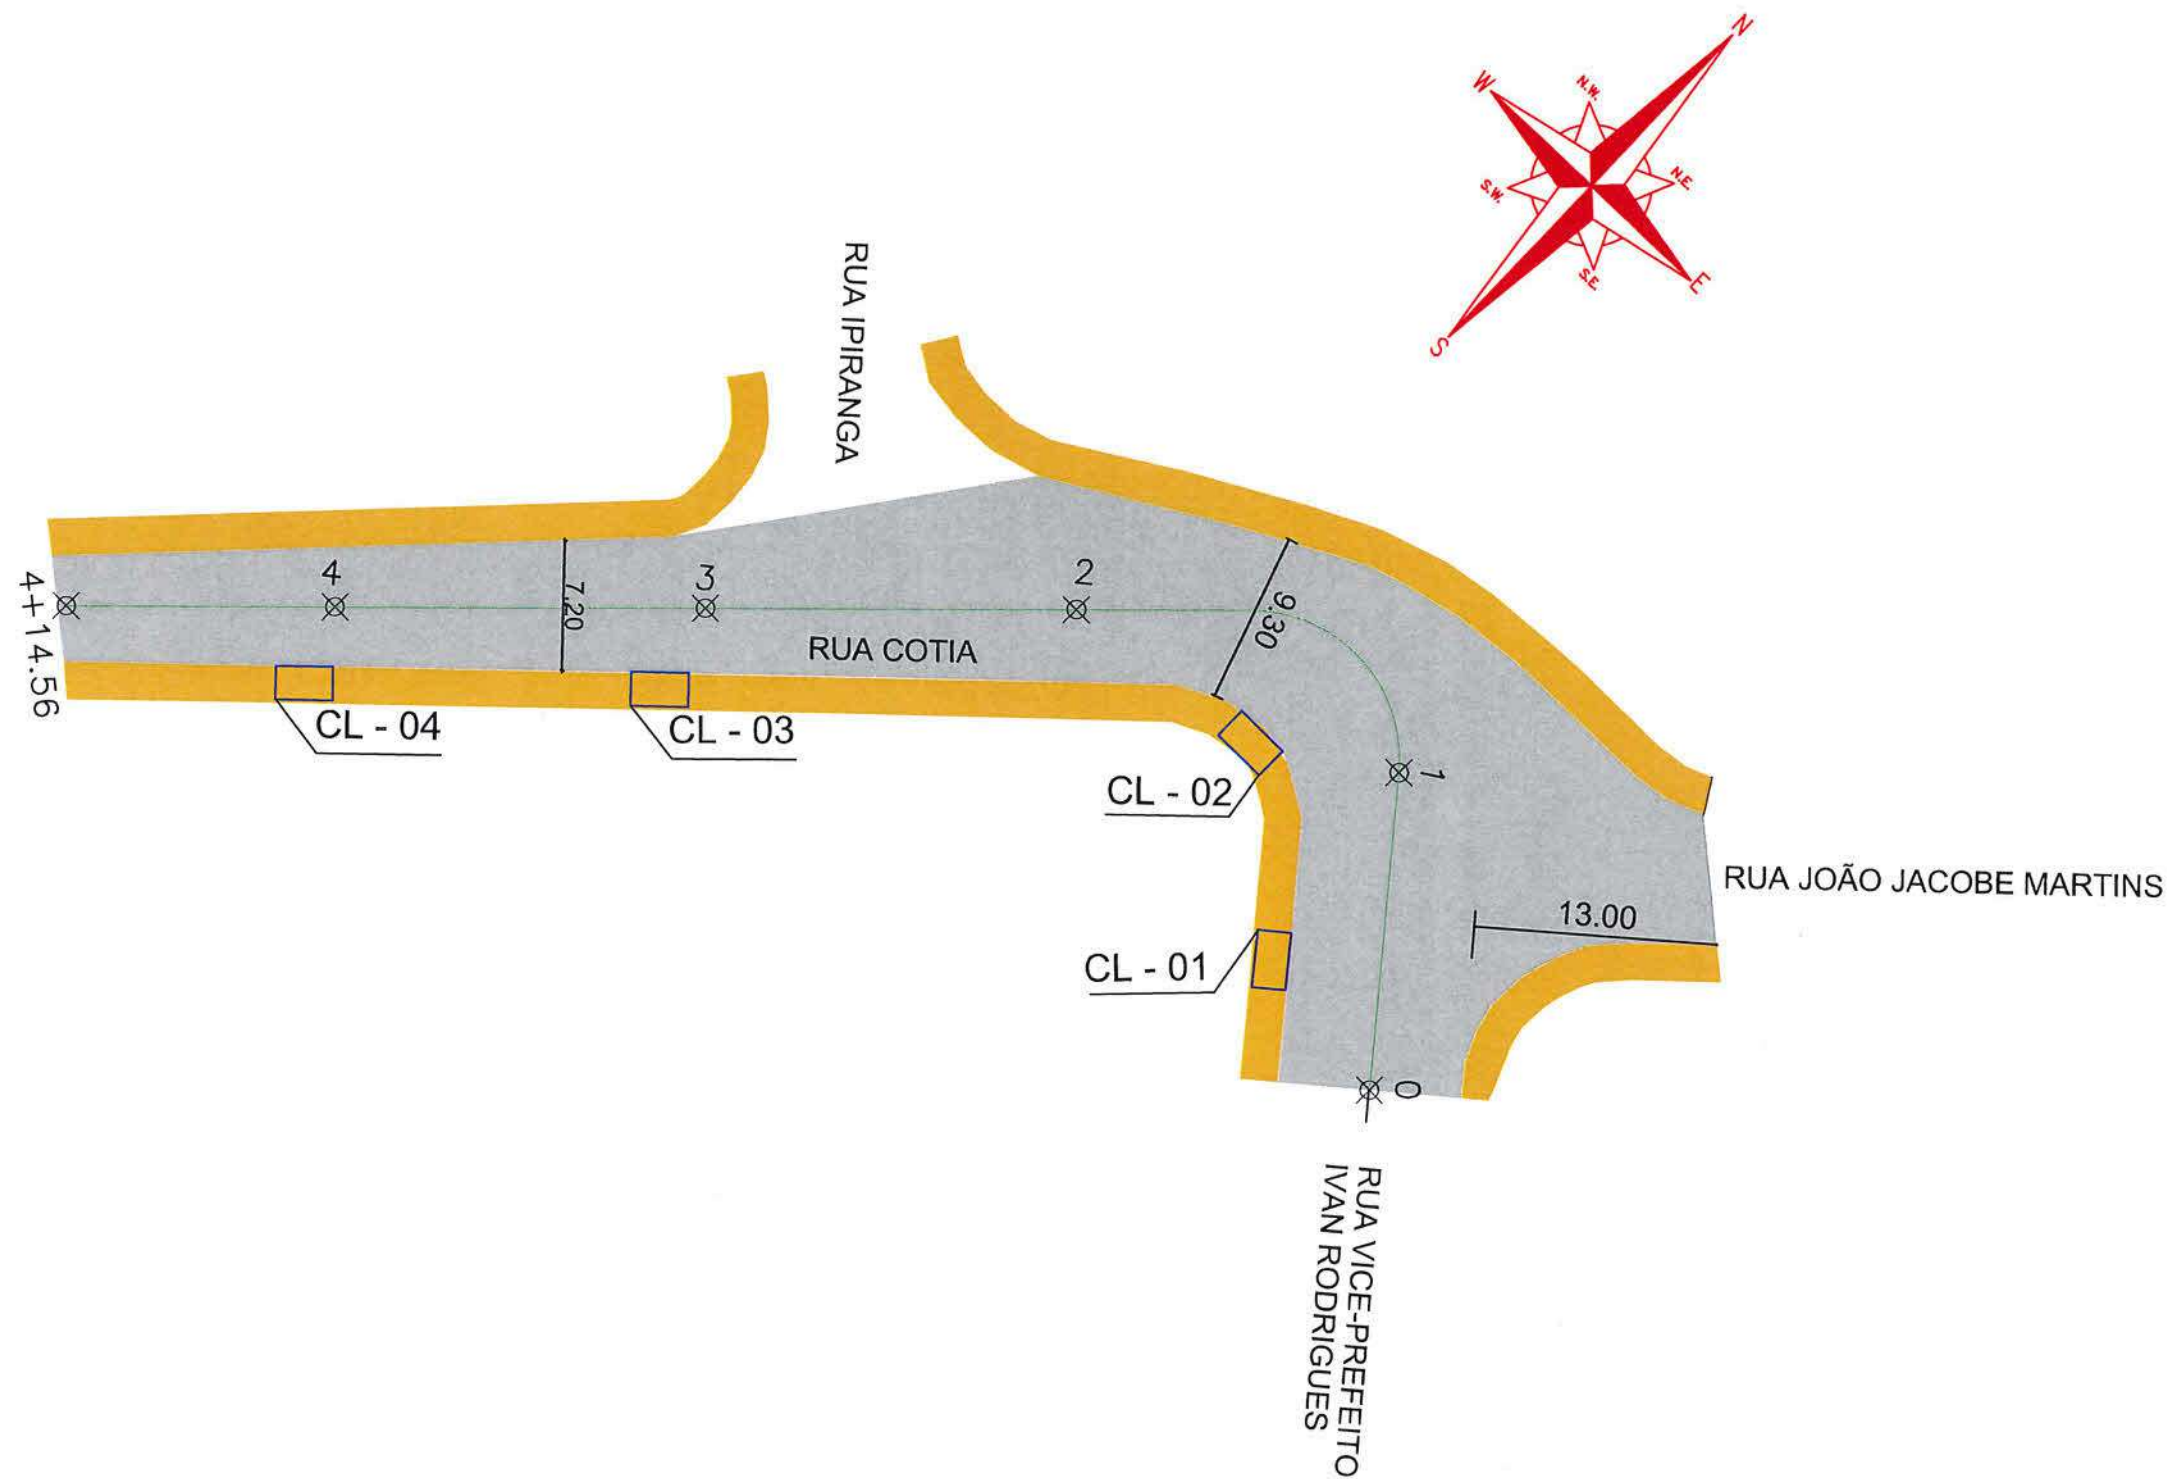 N
W
N.W.
N.E.
S.W.
S.E.
E
S
RUA IPIRANGA
4
3
2
7.20
9.30
4+14.56
RUA COTIA
CL - 04
CL - 03
CL - 02
1
RUA JOÃO JACOBE MARTINS
13.00
CL - 01
0
RUA VICE-PREFEITO
IVAN RODRIGUES